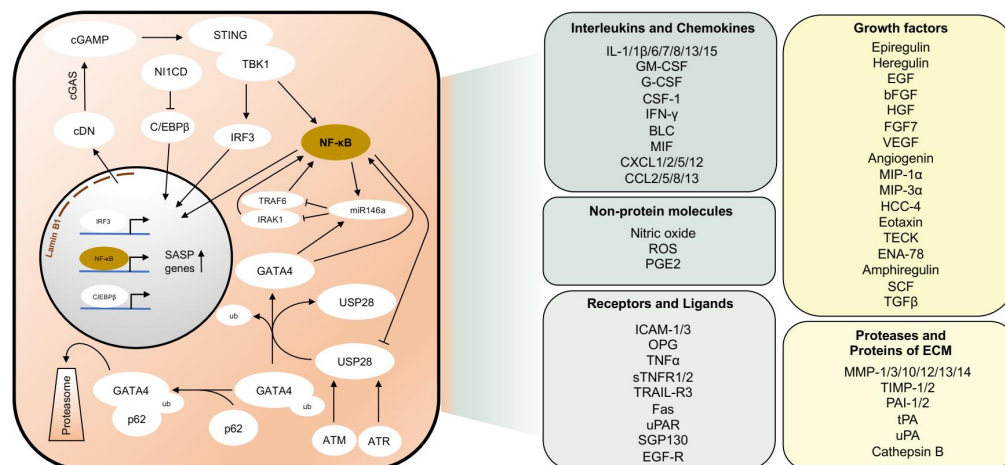 cGAMP
STING
TBK1
NI1CD
cGAS
cDN
C/EBPβ
IRF3
NF-κB
Lamin B1
IRF3
NF-κB
C/EBPβ
SASP
genes
TRAF6
IRAK1
miR146a
GATA4
USP28
ub
USP28
GATA4
ub
p62
GATA4
ub
p62
Proteasome
ATM
ATR
Interleukins and Chemokines
IL-1/1β/6/7/8/13/15
GM-CSF
G-CSF
CSF-1
IFN-γ
BLC
MIF
CXCL1/2/5/12
CCL2/5/8/13
Non-protein molecules
Nitric oxide
ROS
PGE2
Receptors and Ligands
ICAM-1/3
OPG
TNFα
sTNFR1/2
TRAIL-R3
Fas
uPAR
SGP130
EGF-R
Growth factors
Epiregulin
Heregulin
EGF
bFGF
HGF
FGF7
VEGF
Angiogenin
MIP-1α
MIP-3α
HCC-4
Eotaxin
TECK
ENA-78
Amphiregulin
SCF
TGFβ
Proteases and
Proteins of ECM
MMP-1/3/10/12/13/14
TIMP-1/2
PAI-1/2
tPA
uPA
Cathepsin B